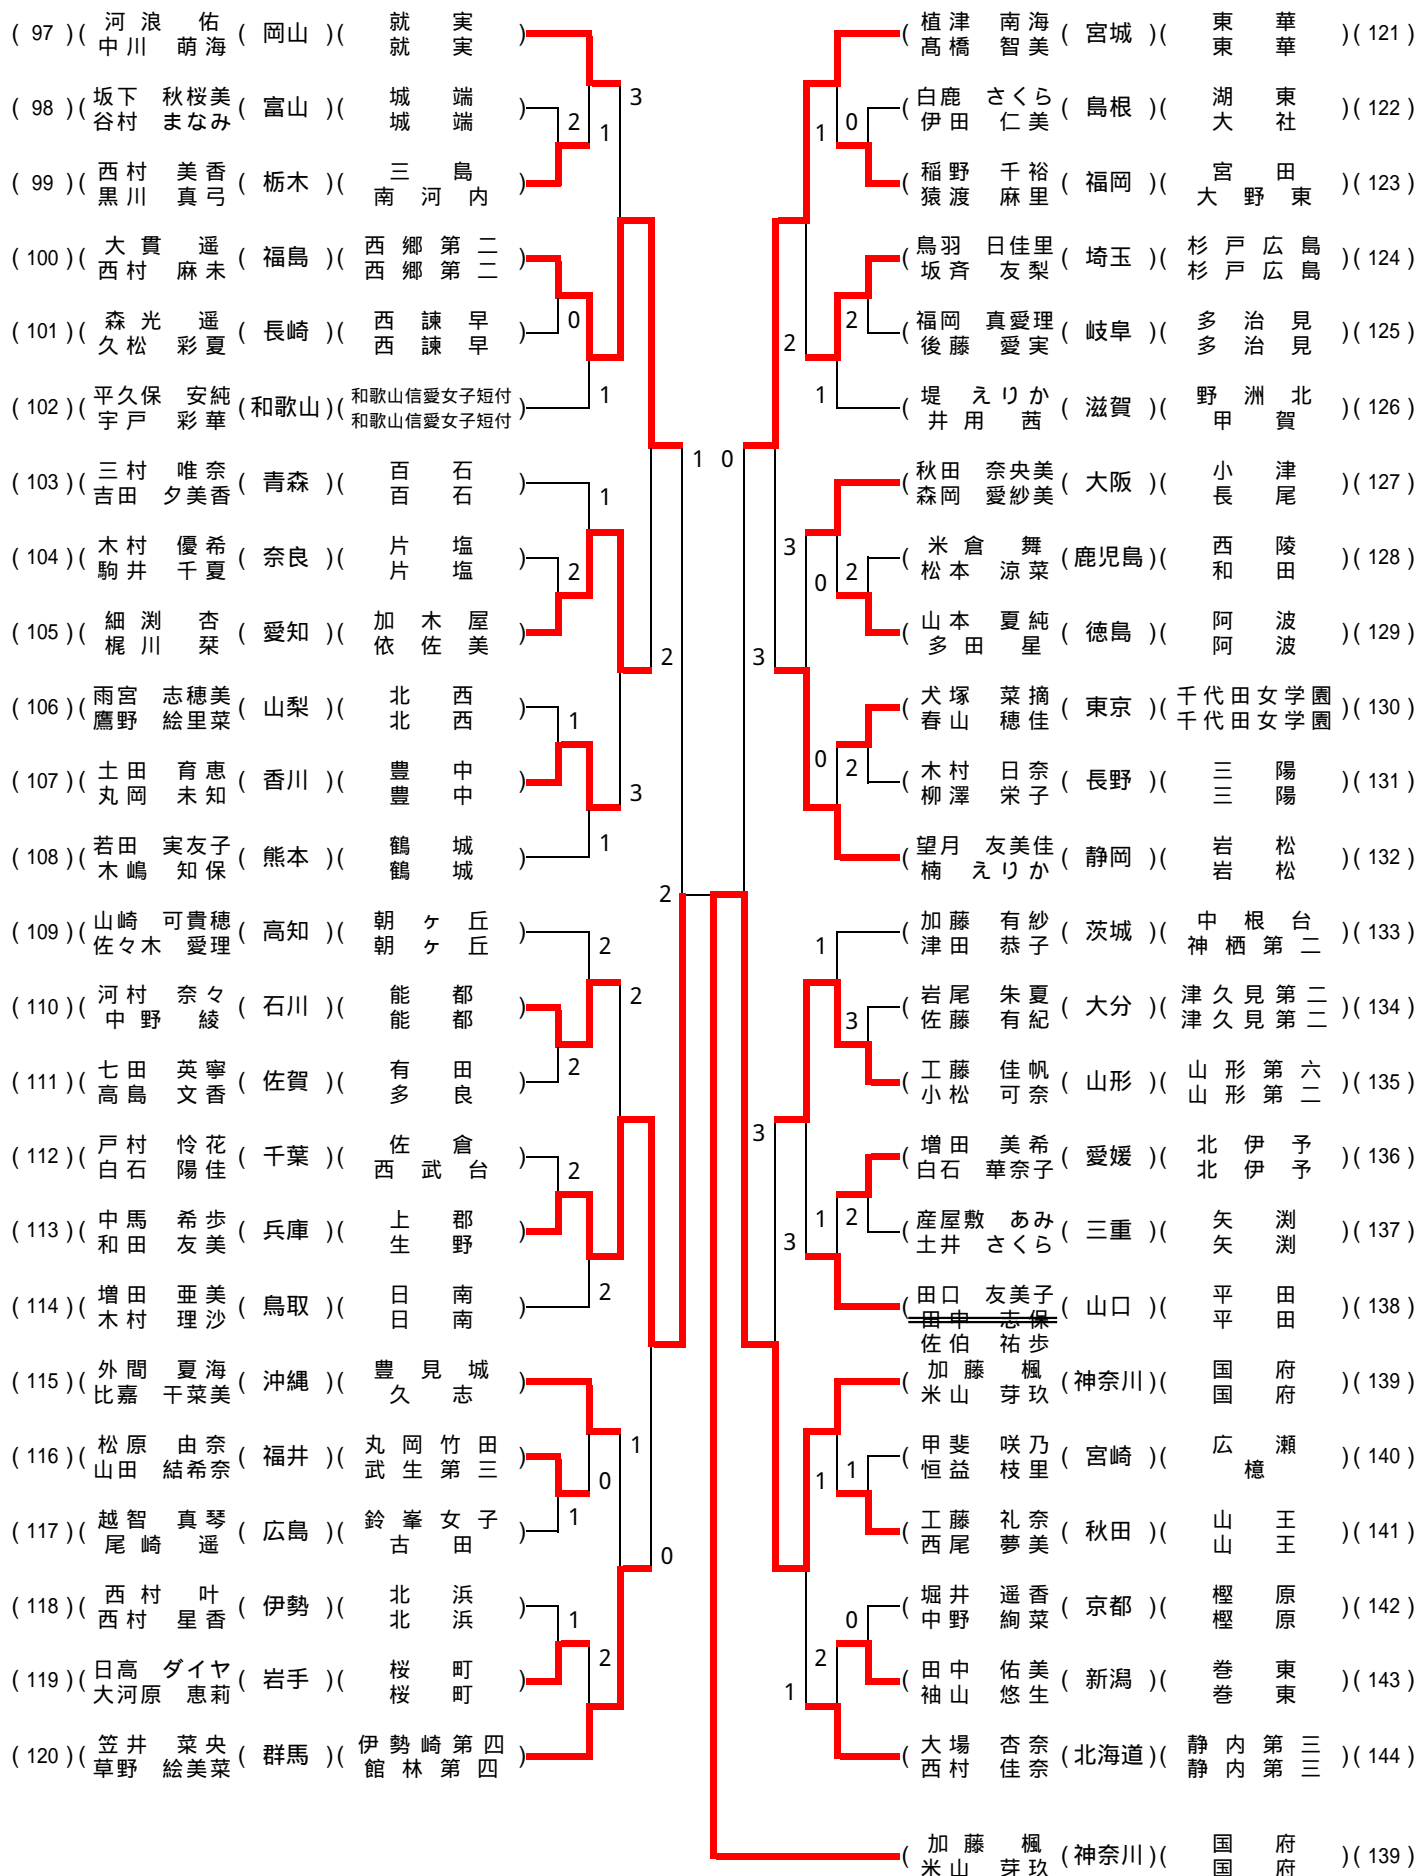 (97)(河浪 佑 (岡山)( 就実)
中川 萌海 就実
3
(98)(坂下 秋桜美 (富山)( 城端)
谷村 まなみ 城端
2 1
(99)(西村 美香 (栃木)( 三島)
黒川 真弓 南河内
(100)(大貫 遥 (福島)( 西郷第二)
西村 麻未 西郷第二
(101)(森光 遥 (長崎)( 西諫早)
久松 彩夏 西諫早
0
(102)(平久保 安純 (和歌山)( 和歌山信愛女子短付)
宇戸 彩華 和歌山信愛女子短付
1
1
(103)(三村 唯奈 (青森)( 百石)
吉田 夕美香 百石
1
(104)(木村 優希 (奈良)( 片塩)
駒井 千夏 片塩
2
(105)(細渕 杏 (愛知)( 加木屋)
梶川 栞 依佐美
2
(106)(雨宮 志穂美 (山梨)( 北西)
鷹野 絵里菜 北西
1
(107)(土田 育恵 (香川)( 豊中)
丸岡 未知 豊中
3
(108)(若田 実友子 (熊本)( 鶴城)
木嶋 知保 鶴城
1
2
(109)(山崎 可貴穂 (高知)( 朝ヶ丘)
佐々木 愛理 朝ヶ丘
2
(110)(河村 奈々 (石川)( 能都)
中野 綾 能都
2
(111)(七田 英寧 (佐賀)( 有田)
高島 文香 多良
2
(112)(戸村 怜花 (千葉)( 佐倉)
白石 陽佳 西武台
2
(113)(中馬 希歩 (兵庫)( 上郡)
和田 友美 生野
(114)(増田 亜美 (鳥取)( 日南)
木村 理沙 日南
2
(115)(外間 夏海 (沖縄)( 豊見城)
比嘉 千菜美 久志
1
(116)(松原 由奈 (福井)( 丸岡竹田)
山田 結希奈 武生第三
0
(117)(越智 真琴 (広島)( 鈴峯女子)
尾崎 遥 古田
1
0
(118)(西村 叶 (伊勢)( 北浜)
西村 星香 北浜
1
(119)(日高 ダイヤ (岩手)( 桜町)
大河原 恵莉 桜町
2
(120)(笠井 菜央 (群馬)( 伊勢崎第四)
草野 絵美菜 館林第四
(植津 南海 (宮城)( 東華)(121)
髙橋 智美 東華
(白鹿 さくら (島根)( 湖東)(122)
伊田 仁美 大社
1 0
(稲野 千裕 (福岡)( 宮田)(123)
猿渡 麻里 大野東
(鳥羽 日佳里 (埼玉)( 杉戸広島)(124)
坂斉 友梨 杉戸広島
(福岡 真愛理 (岐阜)( 多治見)(125)
後藤 愛実 多治見
2 2
(堤 えりか (滋賀)( 野洲北)(126)
井用 茜 甲賀
1
0
(秋田 奈央美 (大阪)( 小津)(127)
森岡 愛紗美 長尾
3
(米倉 舞 (鹿児島)( 西陵)(128)
松本 涼菜 和田
0 2
(山本 夏純 (徳島)( 阿波)(129)
多田 星 阿波
3
(犬塚 菜摘 (東京)( 千代田女学園)(130)
春山 穂佳 千代田女学園
0 2
(木村 日奈 (長野)( 三陽)(131)
柳澤 栄子 三陽
(望月 友美佳 (静岡)( 岩松)(132)
楠 えりか 岩松
(加藤 有紗 (茨城)( 中根台)(133)
津田 恭子 神栖第二
1
(岩尾 朱夏 (大分)( 津久見第二)(134)
佐藤 有紀 津久見第二
3
(工藤 佳帆 (山形)( 山形第六)(135)
小松 可奈 山形第二
3
(増田 美希 (愛媛)( 北伊予)(136)
白石 華奈子 北伊予
(産屋敷 あみ (三重)( 矢渕)(137)
土井 さくら 矢渕
3 1 2
(田口 友美子 (山口)( 平田)(138)
田中 志保 平田
佐伯 祐歩
(加藤 楓 (神奈川)( 国府)(139)
米山 芽玖 国府
(甲斐 咲乃 (宮崎)( 広瀬)(140)
恒益 枝里 檍
1 1
(工藤 礼奈 (秋田)( 山王)(141)
西尾 夢美 山王
(堀井 遥香 (京都)( 樫原)(142)
中野 絢菜 樫原
0
(田中 佑美 (新潟)( 巻東)(143)
袖山 悠生 巻東
1 2
(大場 杏奈 (北海道)( 静内第三)(144)
西村 佳奈 静内第三
(加藤 楓 (神奈川)( 国府)(139)
米山 芽玖 国府